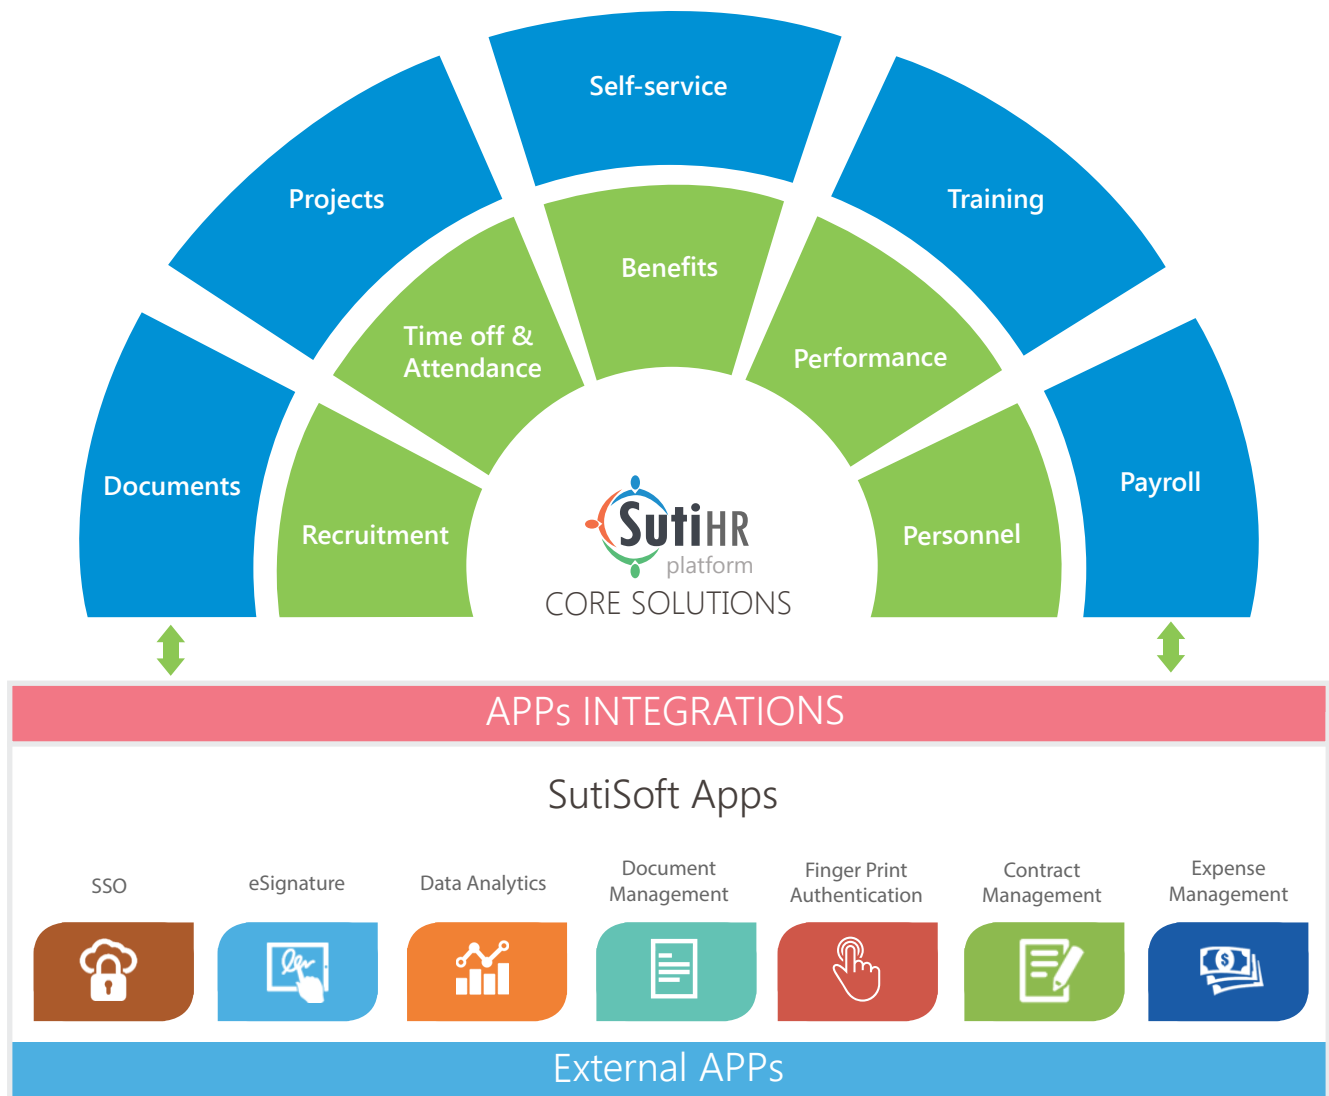 Self-service
Projects
Training
Benefits
Time off &
Attendance
Performance
Documents
Payroll
Recruitment
Personnel
SutiHR
platform
CORE SOLUTIONS
APPs INTEGRATIONS
SutiSoft Apps
SSO
eSignature
Data Analytics
Document
Management
Finger Print
Authentication
Contract
Management
Expense
Management
External APPs